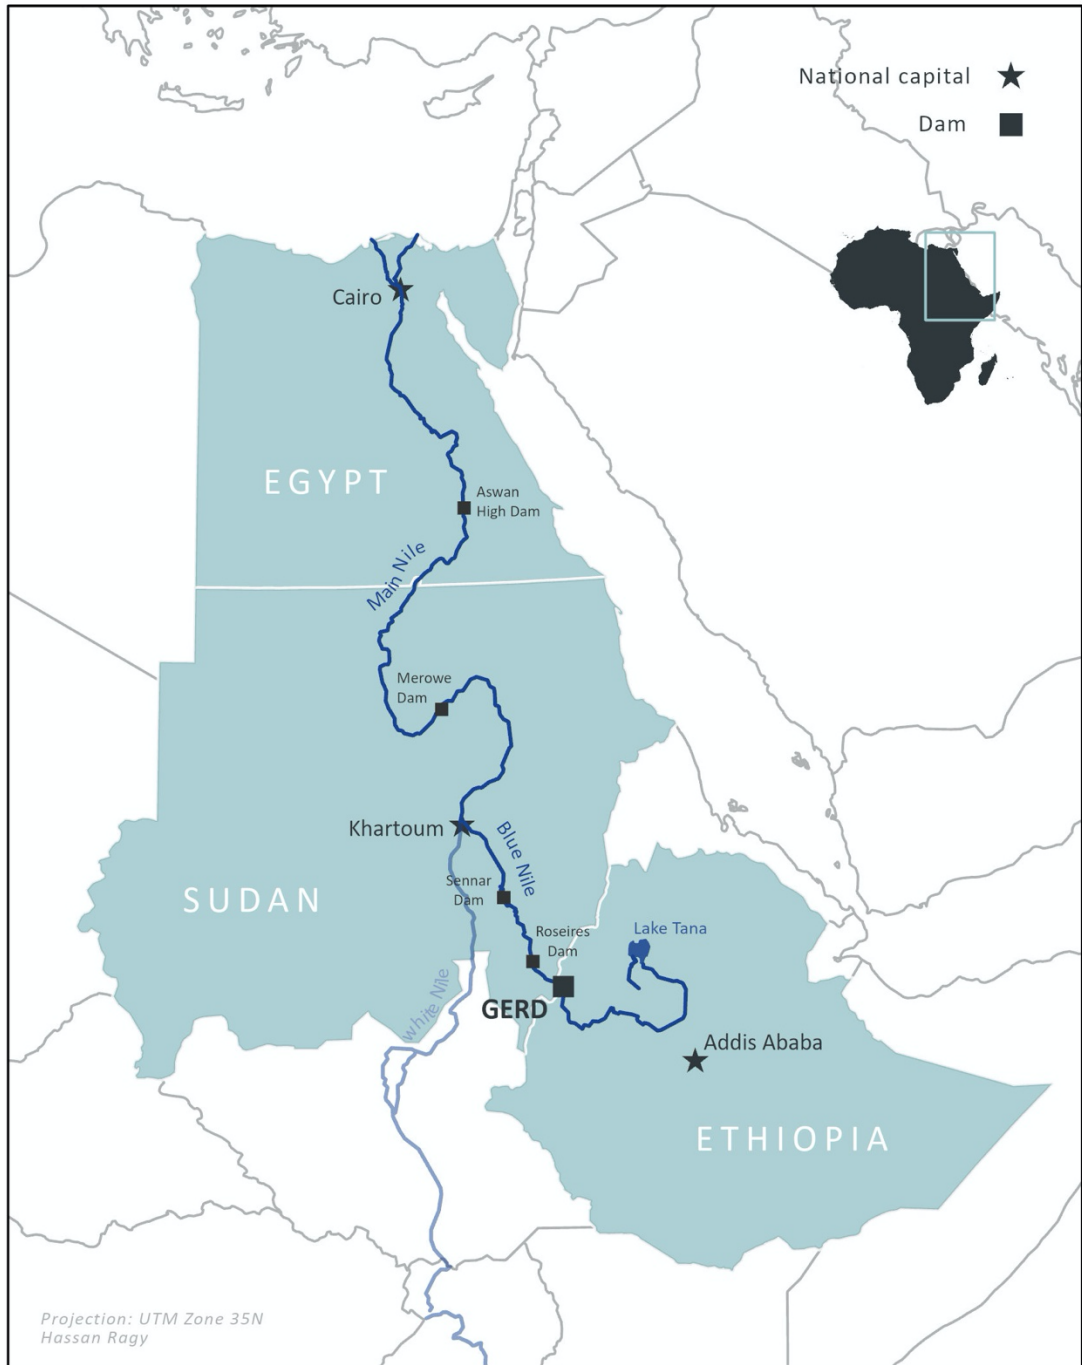 National capital
Dam
Cairo
EGYPT
Aswan
High Dam
Main Nile
Merowe
Dam
Khartoum
Blue Nile
SUDAN
Sennar
Dam
Roseires
Dam
Lake Tana
White Nile
GERD
Addis Ababa
ETHIOPIA
Projection: UTM Zone 35N
Hassan Ragy